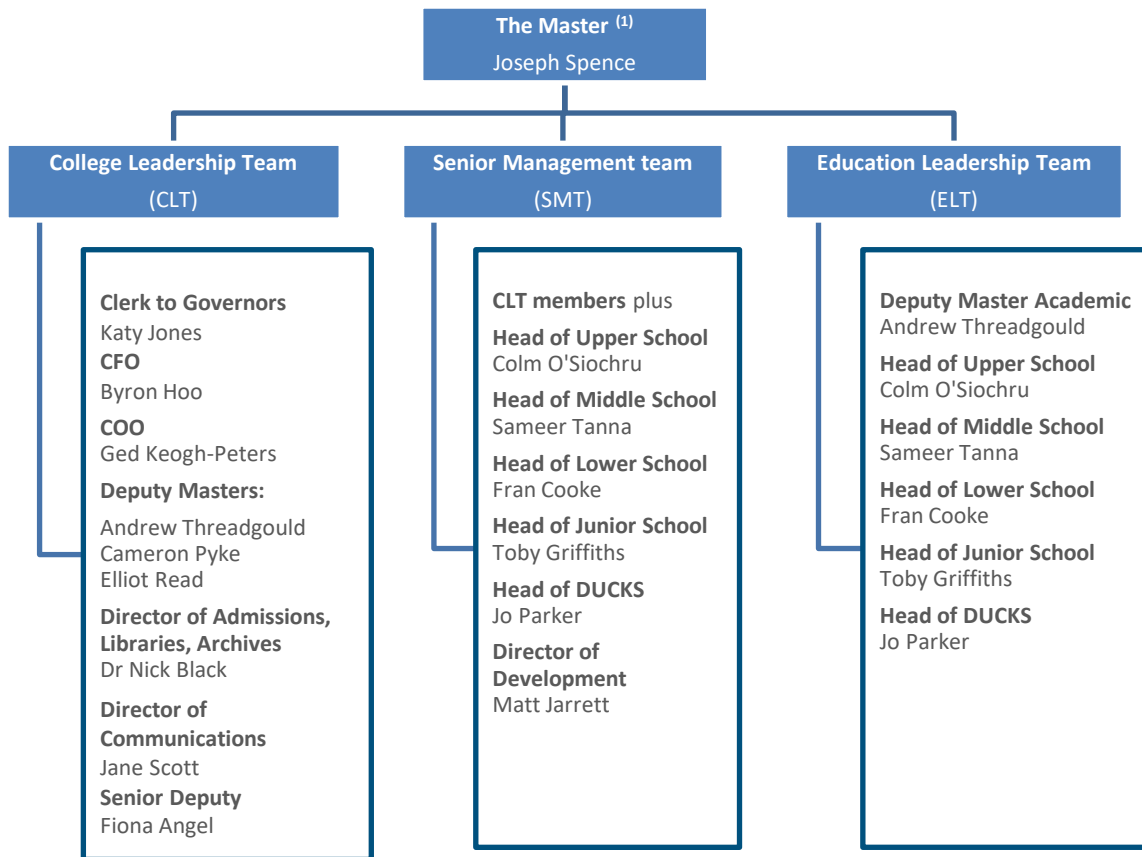 The Master (1)
Joseph Spence
College Leadership Team
(CLT)
Clerk to Governors
Katy Jones
CFO
Byron Hoo
COO
Ged Keogh-Peters
Deputy Masters:
Andrew Threadgould
Cameron Pyke
Elliot Read
Director of Admissions,
Libraries, Archives
Dr Nick Black
Director of
Communications
Jane Scott
Senior Deputy
Fiona Angel
Senior Management team
(SMT)
CLT members plus
Head of Upper School
Colm O'Siochru
Head of Middle School
Sameer Tanna
Head of Lower School
Fran Cooke
Head of Junior School
Toby Griffiths
Head of DUCKS
Jo Parker
Director of
Development
Matt Jarrett
Education Leadership Team
(ELT)
Deputy Master Academic
Andrew Threadgould
Head of Upper School
Colm O'Siochru
Head of Middle School
Sameer Tanna
Head of Lower School
Fran Cooke
Head of Junior School
Toby Griffiths
Head of DUCKS
Jo Parker